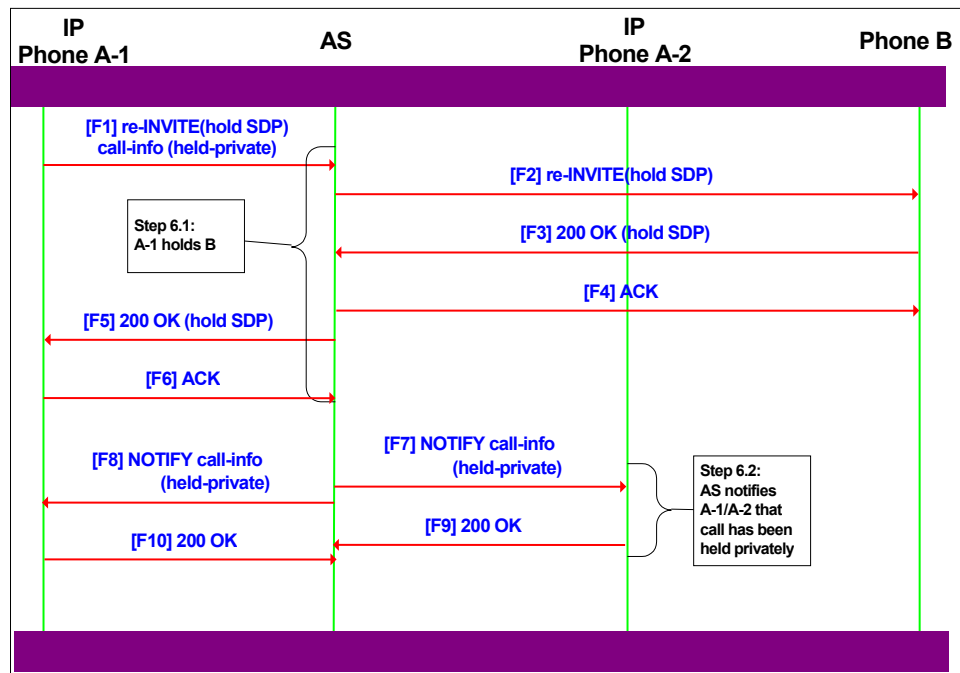 IP
Phone A-1
AS
IP
Phone A-2
Phone B
[F1] re-INVITE(hold SDP)
call-info (held-private)
[F2] re-INVITE(hold SDP)
Step 6.1:
A-1 holds B
[F3] 200 OK (hold SDP)
[F4] ACK
[F5] 200 OK (hold SDP)
[F6] ACK
[F7] NOTIFY call-info
(held-private)
[F8] NOTIFY call-info
(held-private)
Step 6.2:
AS notifies
A-1/A-2 that
call has been
held privately
[F9] 200 OK
[F10] 200 OK